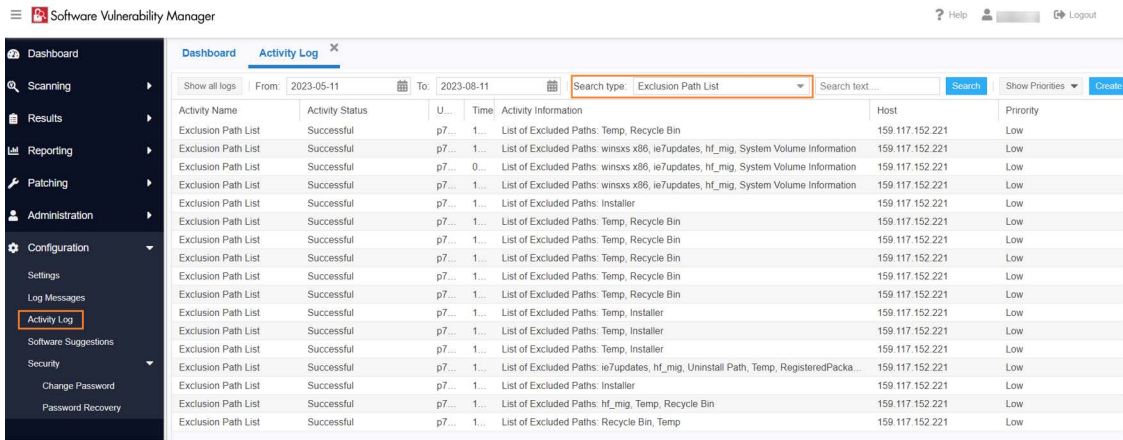 Software Vulnerability Manager
? Help
Logout
Dashboard
Scanning
Results
Reporting
Patching
Administration
Configuration
Settings
Log Messages
Activity Log
Software Suggestions
Security
Change Password
Password Recovery
Dashboard Activity Log
Show all logs From: 2023-05-11 To: 2023-08-11 Search type: Exclusion Path List Search text... Search Show Priorities Create
Activity Name Activity Status U... Time Activity Information Host Prirority
Exclusion Path List Successful p7... 1... List of Excluded Paths: Temp, Recycle Bin 159.117.152.221 Low
Exclusion Path List Successful p7... 1... List of Excluded Paths: winsxs x86, ie7updates, hf_mig, System Volume Information 159.117.152.221 Low
Exclusion Path List Successful p7... 0... List of Excluded Paths: winsxs x86, ie7updates, hf_mig, System Volume Information 159.117.152.221 Low
Exclusion Path List Successful p7... 1... List of Excluded Paths: winsxs x86, ie7updates, hf_mig, System Volume Information 159.117.152.221 Low
Exclusion Path List Successful p7... 1... List of Excluded Paths: Installer 159.117.152.221 Low
Exclusion Path List Successful p7... 1... List of Excluded Paths: Temp, Recycle Bin 159.117.152.221 Low
Exclusion Path List Successful p7... 1... List of Excluded Paths: Temp, Recycle Bin 159.117.152.221 Low
Exclusion Path List Successful p7... 1... List of Excluded Paths: Temp, Recycle Bin 159.117.152.221 Low
Exclusion Path List Successful p7... 1... List of Excluded Paths: Temp, Recycle Bin 159.117.152.221 Low
Exclusion Path List Successful p7... 1... List of Excluded Paths: Temp, Recycle Bin 159.117.152.221 Low
Exclusion Path List Successful p7... 1... List of Excluded Paths: Temp, Installer 159.117.152.221 Low
Exclusion Path List Successful p7... 1... List of Excluded Paths: Temp, Installer 159.117.152.221 Low
Exclusion Path List Successful p7... 1... List of Excluded Paths: Temp, Installer 159.117.152.221 Low
Exclusion Path List Successful p7... 1... List of Excluded Paths: ie7updates, hf_mig, Uninstall Path, Temp, RegisteredPacka... 159.117.152.221 Low
Exclusion Path List Successful p7... 1... List of Excluded Paths: Installer 159.117.152.221 Low
Exclusion Path List Successful p7... 1... List of Excluded Paths: hf_mig, Temp, Recycle Bin 159.117.152.221 Low
Exclusion Path List Successful p7... 1... List of Excluded Paths: Recycle Bin, Temp 159.117.152.221 Low